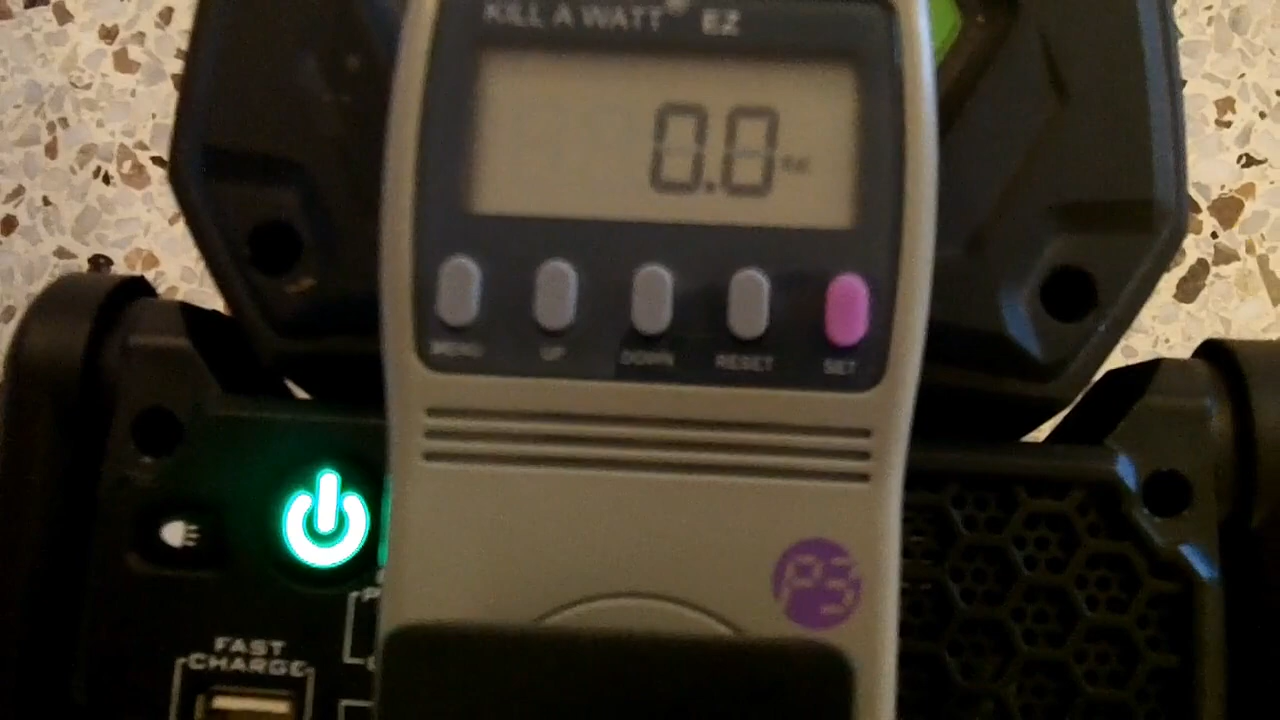 KILL A WATT® EZ
0.0
MENU UP DOWN RESET SET
P3
FAST
CHARGE